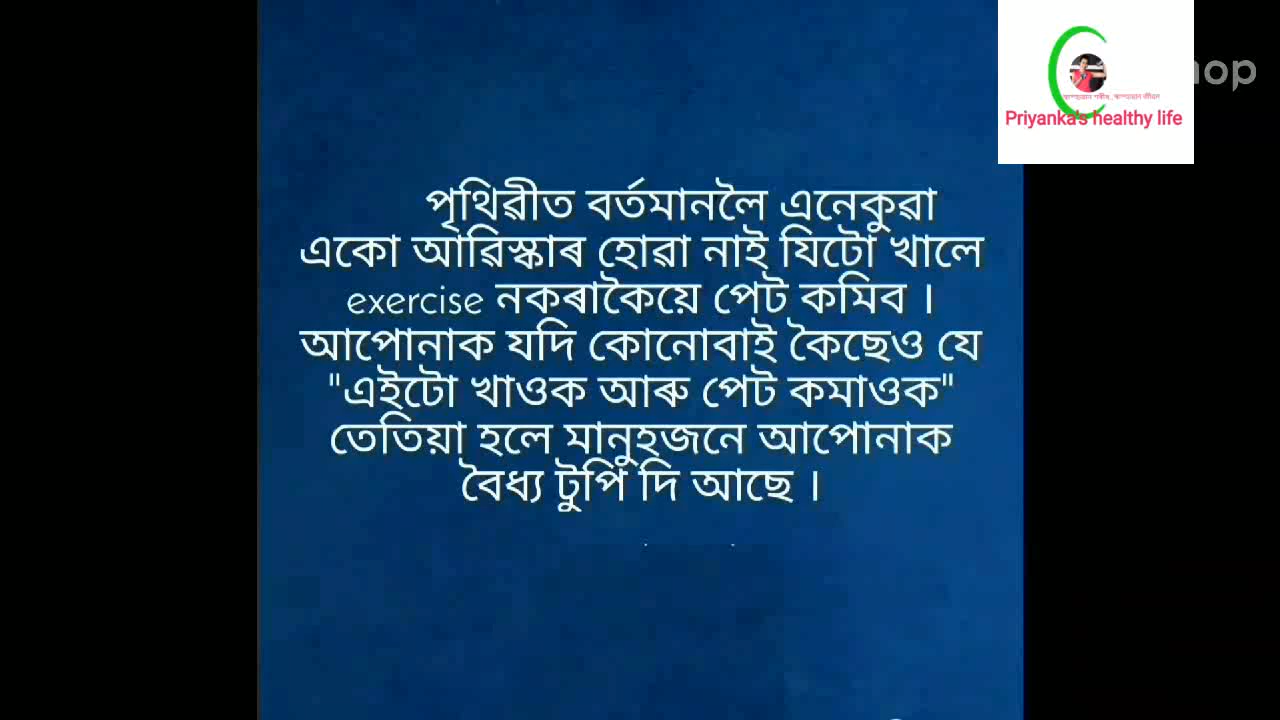 hop
Priyanka's healthy life
পৃথিৱীত বৰ্তমানলৈ এনেকুৱা
একো আৱিস্কাৰ হোৱা নাই যিটো খালে
exercise নকৰাকৈয়ে পেট কমিব ।
আপোনাক যদি কোনোবাই কৈছেও যে
"এইটো খাওক আৰু পেট কমাওক"
তেতিয়া হলে মানুহজনে আপোনাক
বৈধ্য টুপি দি আছে ।